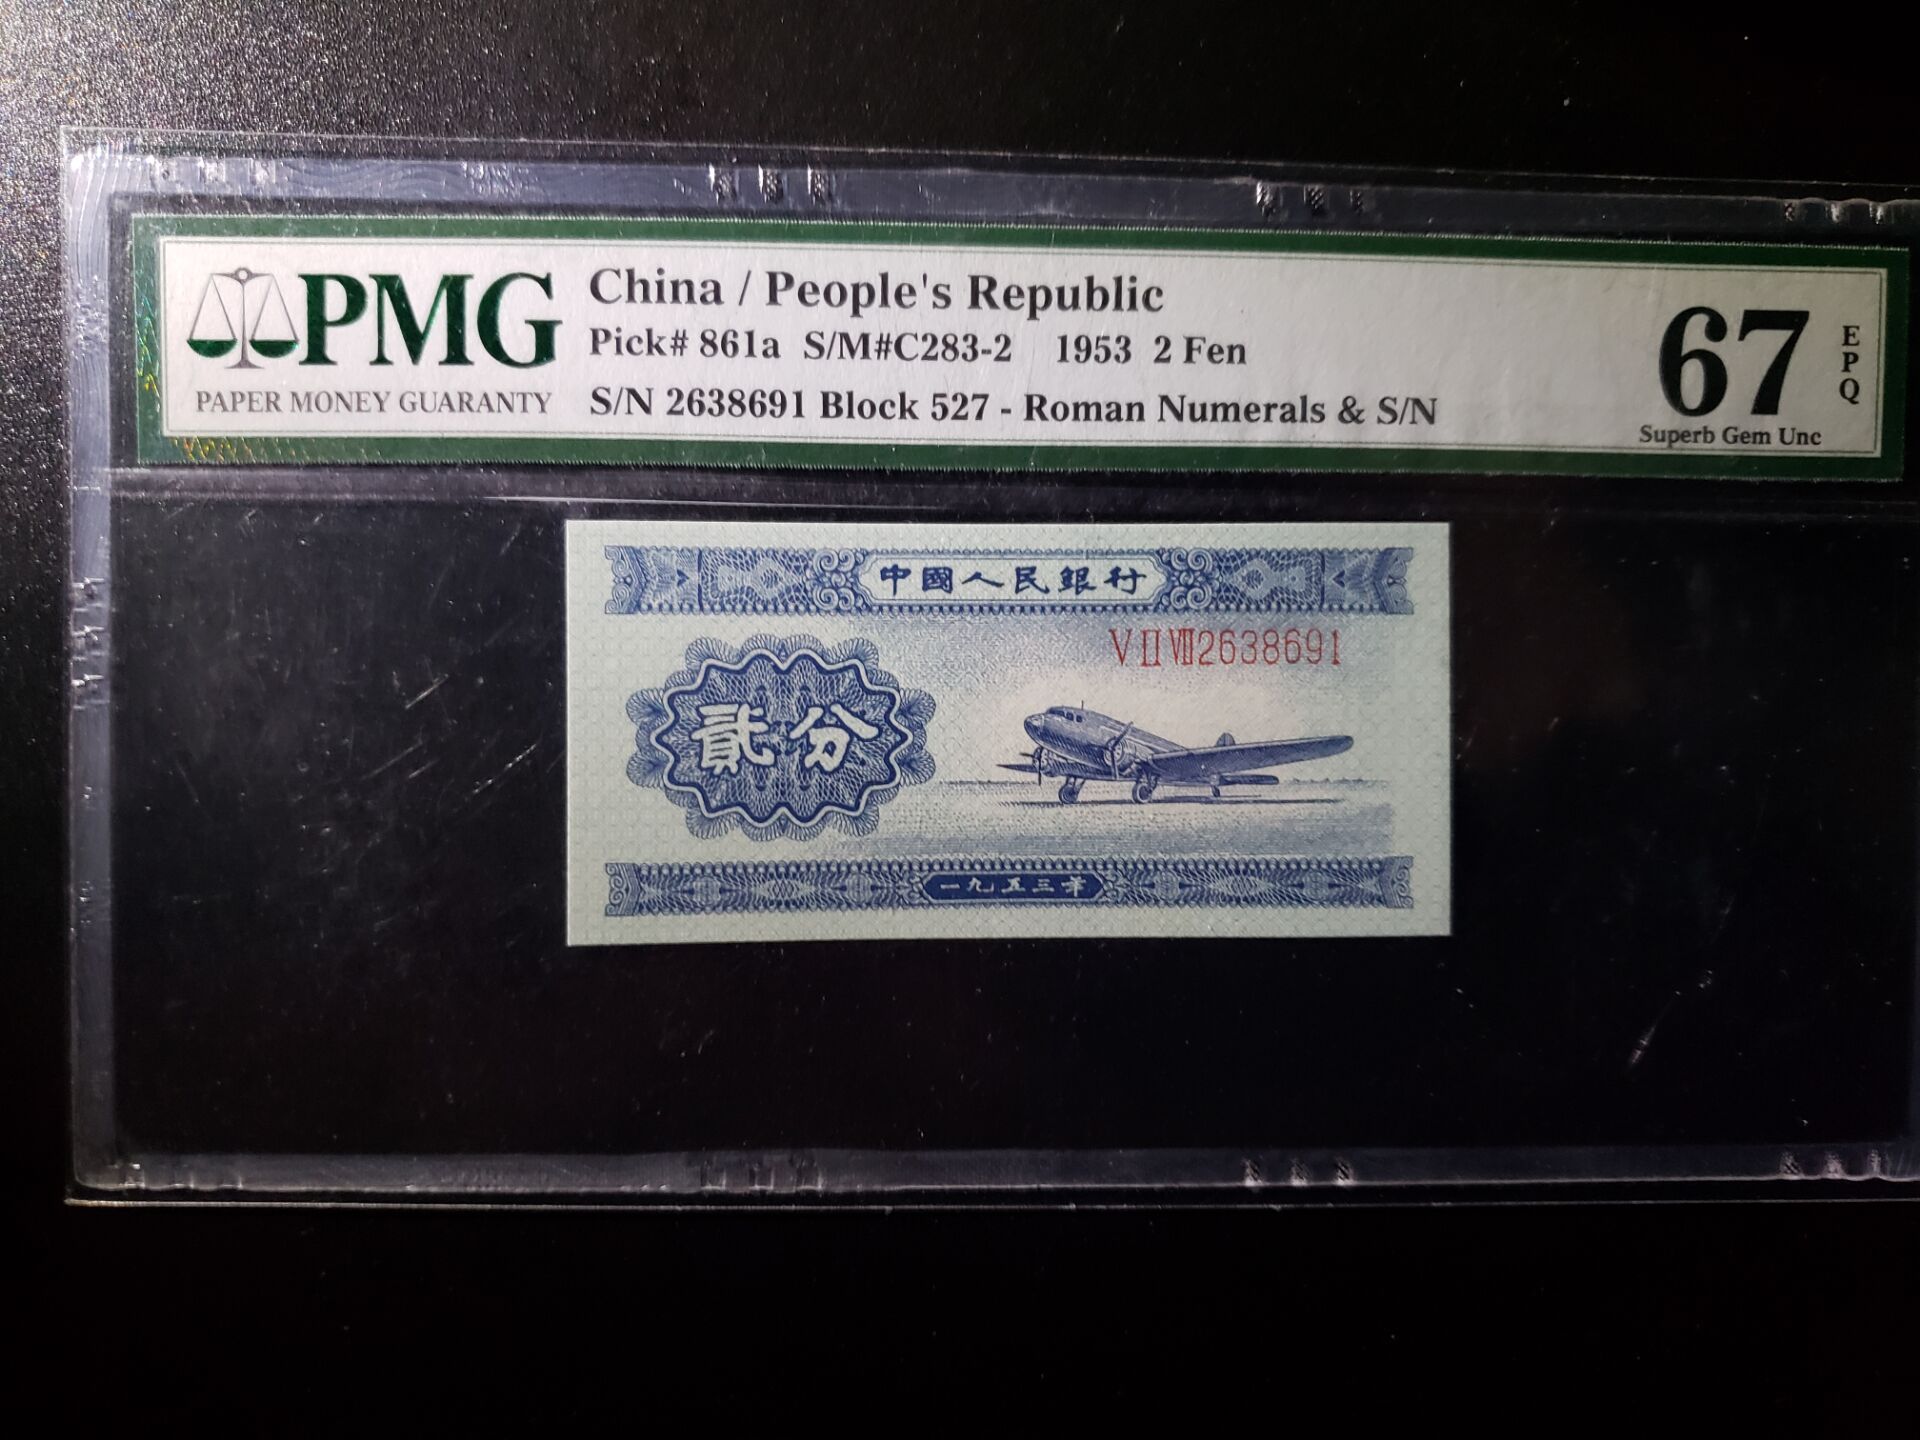 PMG
PAPER MONEY GUARANTY
China / People's Republic
Pick# 861a S/M#C283-2 1953 2 Fen
S/N 2638691 Block 527 - Roman Numerals & S/N
67
EPQ
Superb Gem Unc
中國人民銀行
ⅤⅡⅦ2638691
貳分
一九五三年